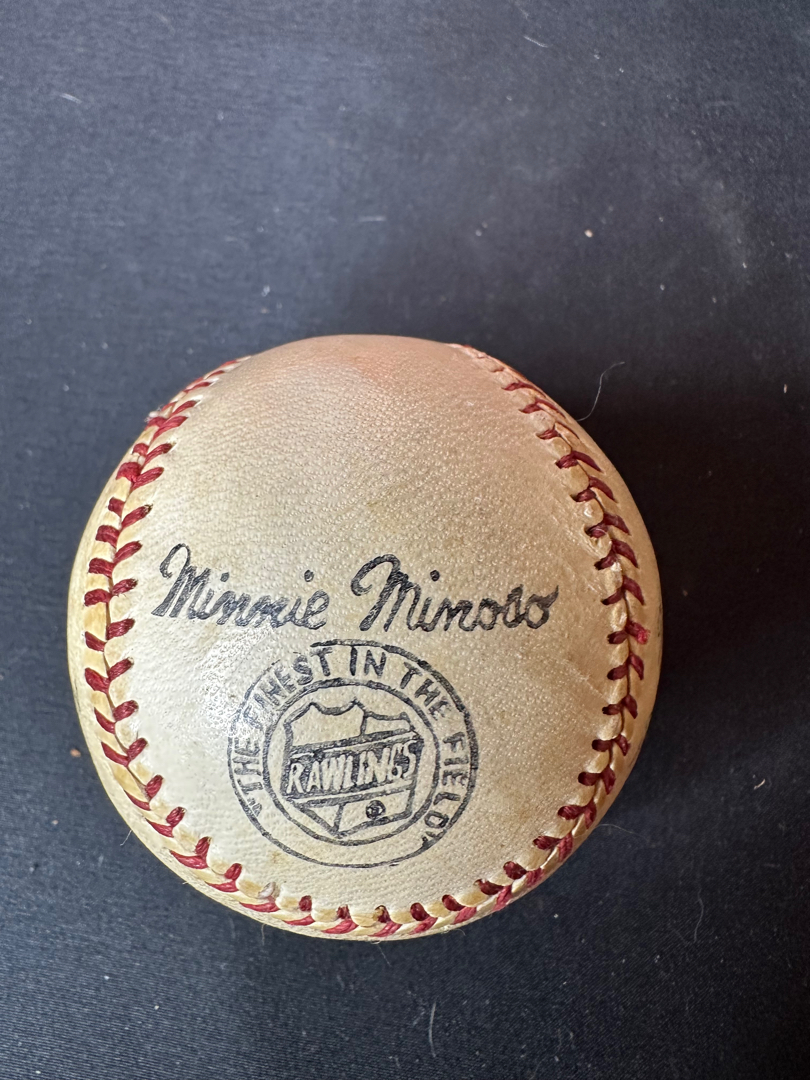 Minnie Minoso
"THE FINEST IN THE FIELD"
RAWLINGS